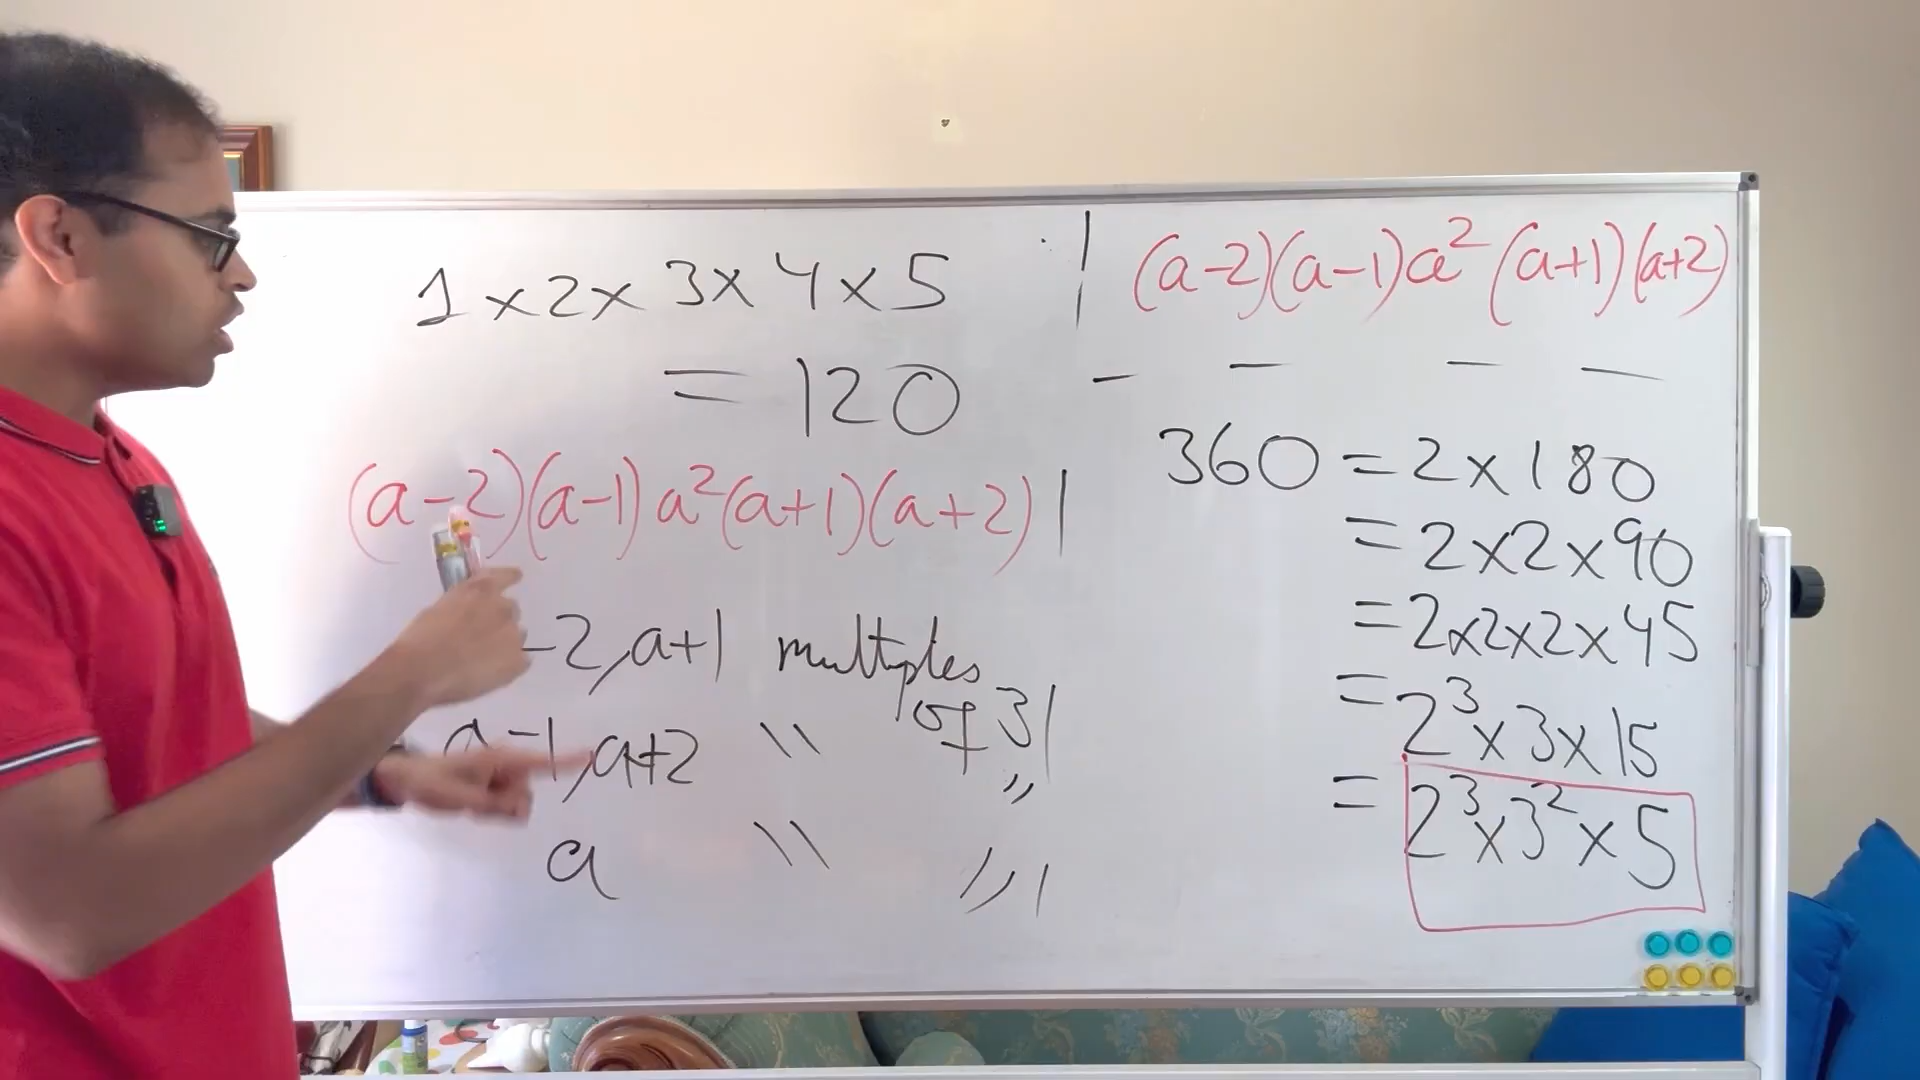 1 x 2 x 3 x 4 x 5
= 120
(a-2)(a-1)a²(a+1)(a+2)
-2, a+1 multiples
of 3
a-1, a+2 \\ „
a \\ „
(a-2)(a-1)a²(a+1)(a+2)
360 = 2 x 180
= 2 x 2 x 90
= 2 x 2 x 2 x 45
= 2³ x 3 x 15
= 2³ x 3² x 5